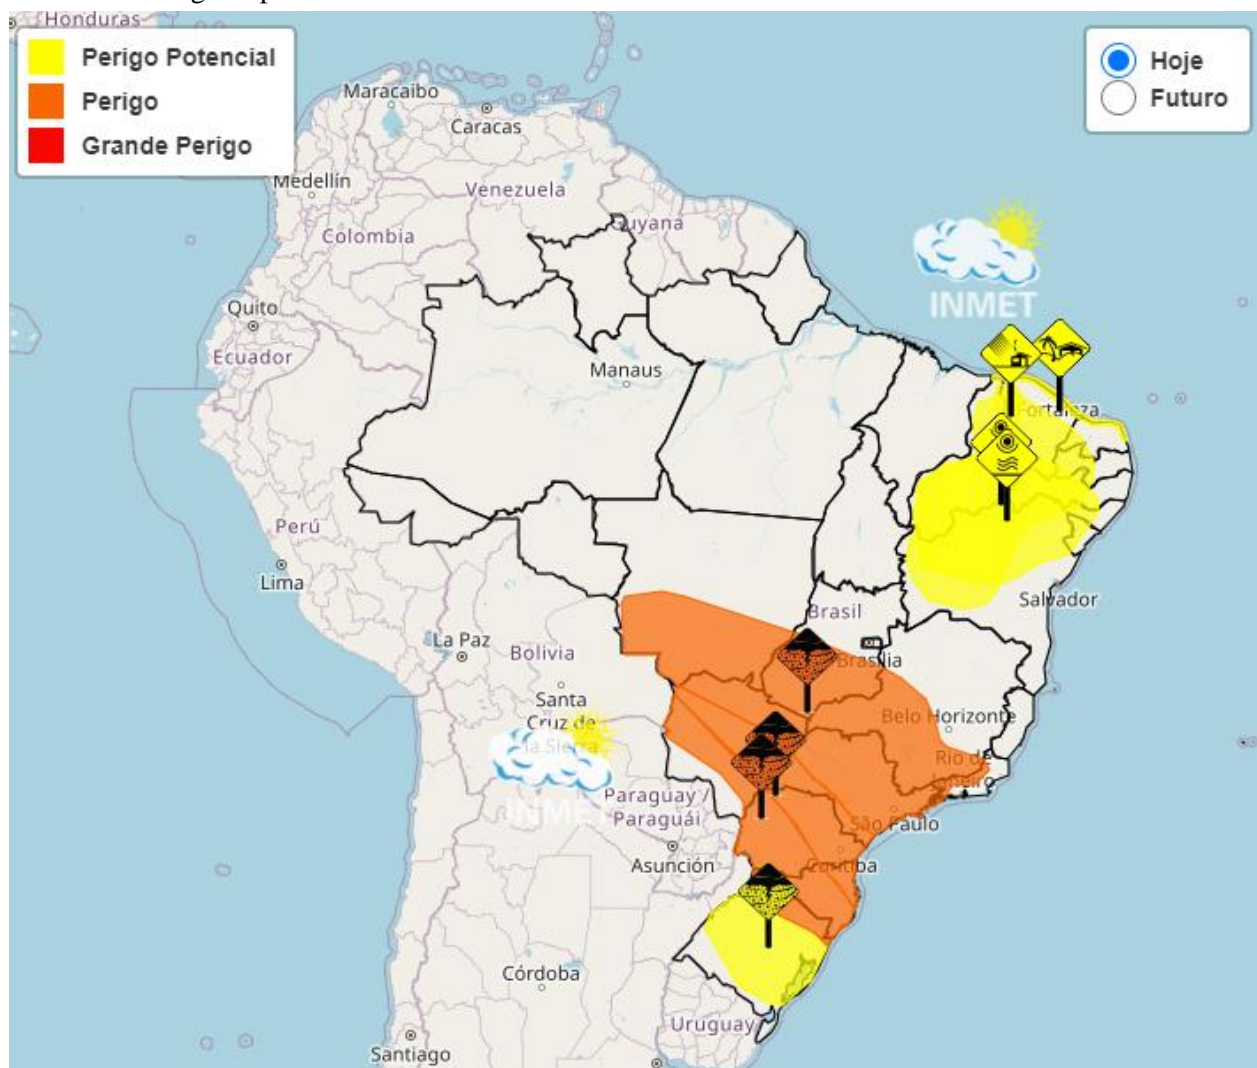 Honduras
Perigo Potencial
Perigo
Grande Perigo
Hoje
Futuro
Maracaibo
Caracas
Medellín
Venezuela
Guyana
Colombia
INMET
Quito
Ecuador
Manaus
Fortaleza
Perú
Lima
Salvador
Brasil
La Paz
Bolivia
Brasília
Santa
Cruz de
la Sierra
Belo Horizonte
Rio de
Janeiro
INMET
Paraguay /
Paraguái
São Paulo
Asunción
Curitiba
Córdoba
Uruguay
Santiago